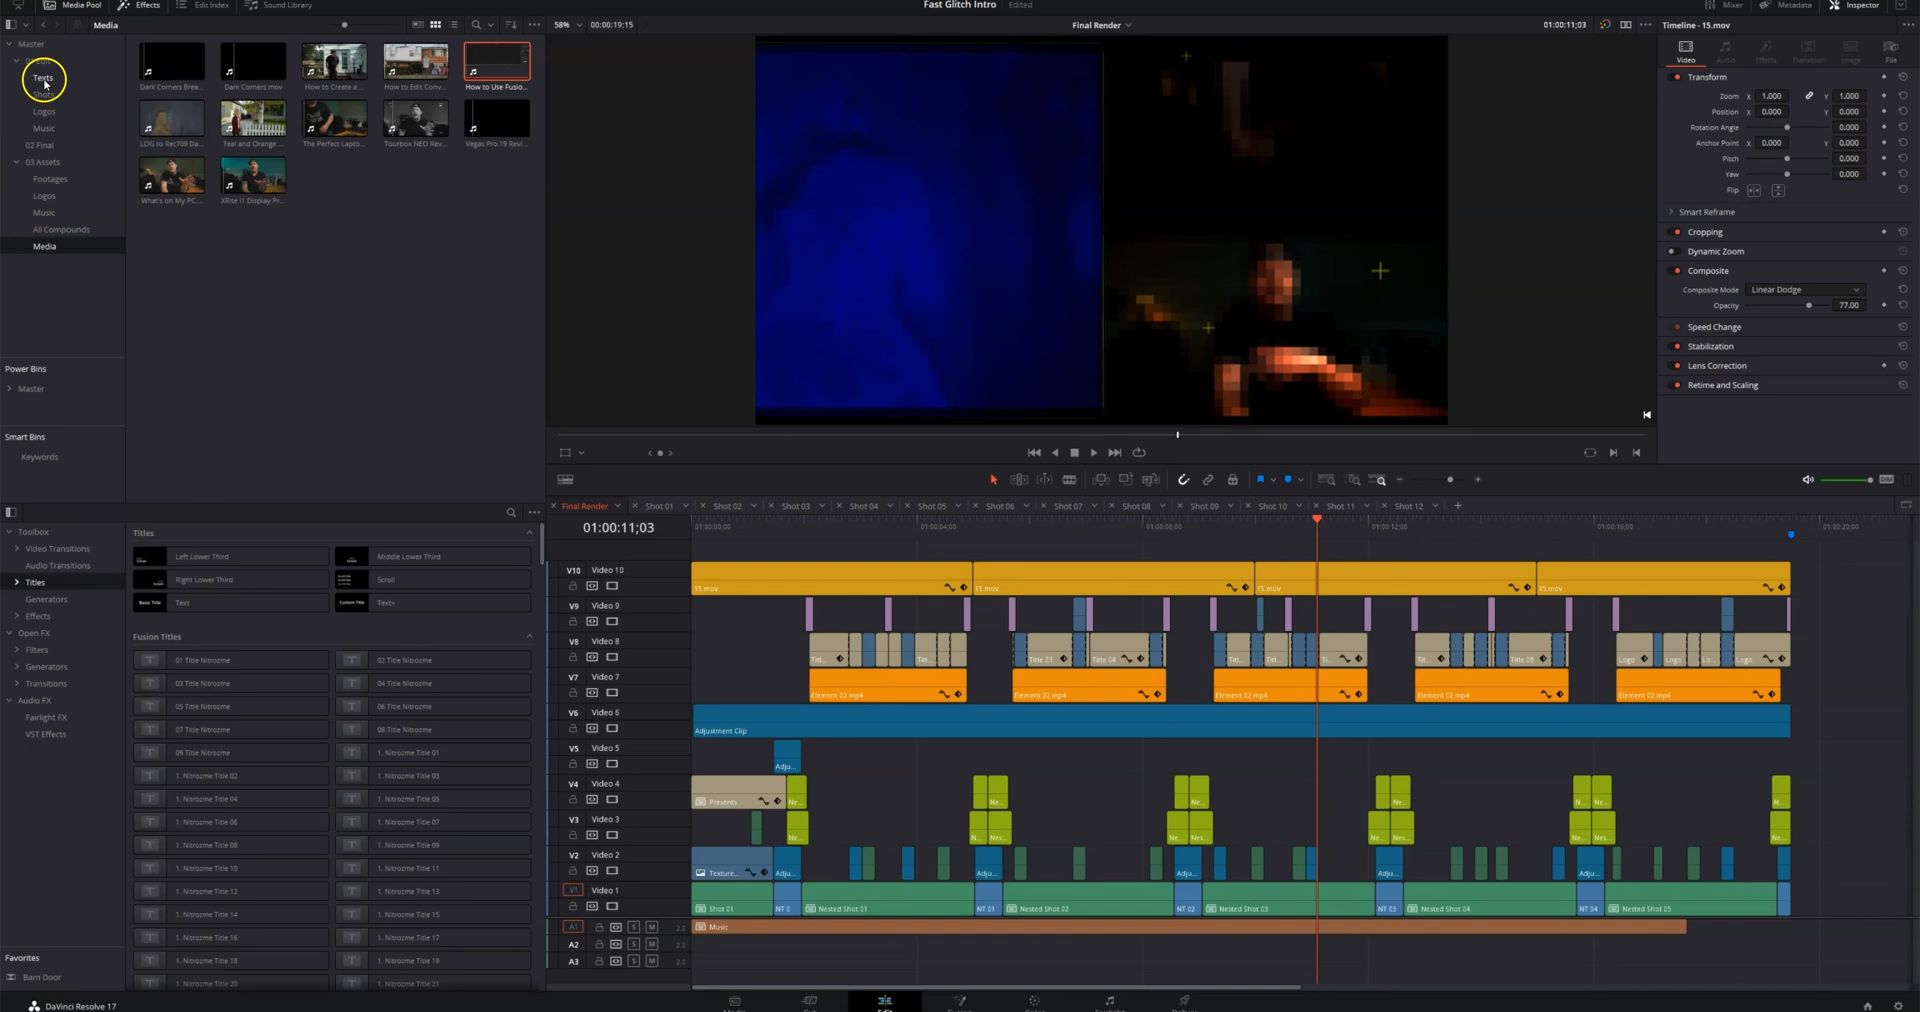 Media Pool
Effects
Edit Index
Sound Library
Fast Glitch Intro
Edited
Mixer
Metadata
Inspector
Media
58%
00:00:19:15
Final Render
01:00:11;03
Timeline - 15.mov
Master
Texts
Shots
Logos
Music
02 Final
03 Assets
Footages
Logos
Music
All Compounds
Media
Dark Corners Brea...
Dark Corners.mov
How to Create a ...
How to Edit Conv...
How to Use Fusio...
LOG to Rec709 Da...
Teal and Orange ...
The Perfect Lapto...
Tourbox NEO Rev...
Vegas Pro 19 Revi...
What's on My PC...
XRite i1 Display Pr...
Power Bins
Master
Smart Bins
Keywords
Video
Audio
Effects
Transition
Image
File
Transform
Zoom X 1.000 Y 1.000
Position X 0.000 Y 0.000
Rotation Angle 0.000
Anchor Point X 0.000 Y 0.000
Pitch 0.000
Yaw 0.000
Flip
Smart Reframe
Cropping
Dynamic Zoom
Composite
Composite Mode Linear Dodge
Opacity 77.00
Speed Change
Stabilization
Lens Correction
Retime and Scaling
DIM
Toolbox
Video Transitions
Audio Transitions
Titles
Generators
Effects
Open FX
Filters
Generators
Transitions
Audio FX
Fairlight FX
VST Effects
Favorites
Barn Door
Titles
Left Lower Third
Middle Lower Third
Right Lower Third
Scroll
Basic Title
Text
Custom Title
Text+
Fusion Titles
01 Title Nitrozme
02 Title Nitrozme
03 Title Nitrozme
04 Title Nitrozme
05 Title Nitrozme
06 Title Nitrozme
07 Title Nitrozme
08 Title Nitrozme
09 Title Nitrozme
1. Nitrozme Title 01
1. Nitrozme Title 02
1. Nitrozme Title 03
1. Nitrozme Title 04
1. Nitrozme Title 05
1. Nitrozme Title 06
1. Nitrozme Title 07
1. Nitrozme Title 08
1. Nitrozme Title 09
1. Nitrozme Title 10
1. Nitrozme Title 11
1. Nitrozme Title 12
1. Nitrozme Title 13
1. Nitrozme Title 14
1. Nitrozme Title 15
1. Nitrozme Title 16
1. Nitrozme Title 17
1. Nitrozme Title 18
1. Nitrozme Title 19
1. Nitrozme Title 20
1. Nitrozme Title 21
Final Render
Shot 01
Shot 02
Shot 03
Shot 04
Shot 05
Shot 06
Shot 07
Shot 08
Shot 09
Shot 10
Shot 11
Shot 12
01:00:11;03
01:00:00;00
01:00:04;00
01:00:08;00
01:00:12;00
01:00:16;00
01:00:20;00
V10 Video 10
15.mov
15.mov
15.mov
15.mov
V9 Video 9
V8 Video 8
Titl...
Titl...
Title 03
Title 04
Titl...
Titl...
Ti...
Ti...
Title 08
Logo
Logo
Lo...
Logo
V7 Video 7
Element 02.mp4
Element 02.mp4
Element 02.mp4
Element 02.mp4
Element 02.mp4
V6 Video 6
Adjustment Clip
V5 Video 5
Adju...
V4 Video 4
Presents
Ne...
Ne...
Ne...
Ne...
N...
Ne...
N...
V3 Video 3
Ne...
Ne...
Nes...
Ne...
Nes...
Ne...
Nes...
Ne...
Nes...
Ne...
V2 Video 2
Texture...
Adju...
Adju...
Adju...
Adju...
Adju...
V1 Video 1
Shot 01
NT 0
Nested Shot 01
NT 01
Nested Shot 02
NT 02
Nested Shot 03
NT 03
Nested Shot 04
NT 04
Nested Shot 05
A1 S M 2.0
Music
A2 S M 2.0
A3 S M 2.0
DaVinci Resolve 17
Edit